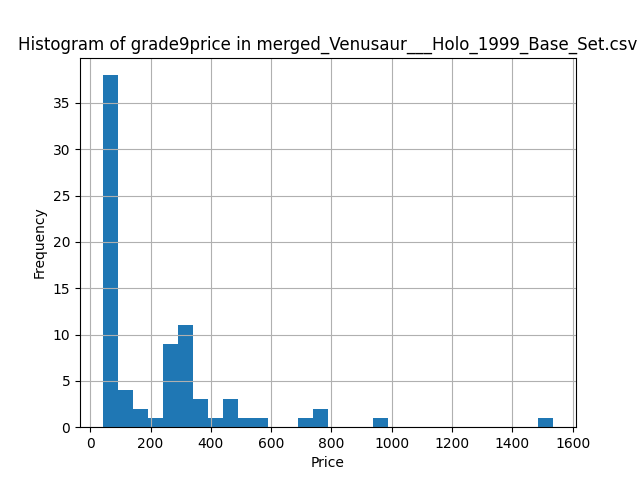 Histogram of grade9price in merged_Venusaur___Holo_1999_Base_Set.csv
35
30
25
20
15
10
5
0
Frequency
0 200 400 600 800 1000 1200 1400 1600
Price